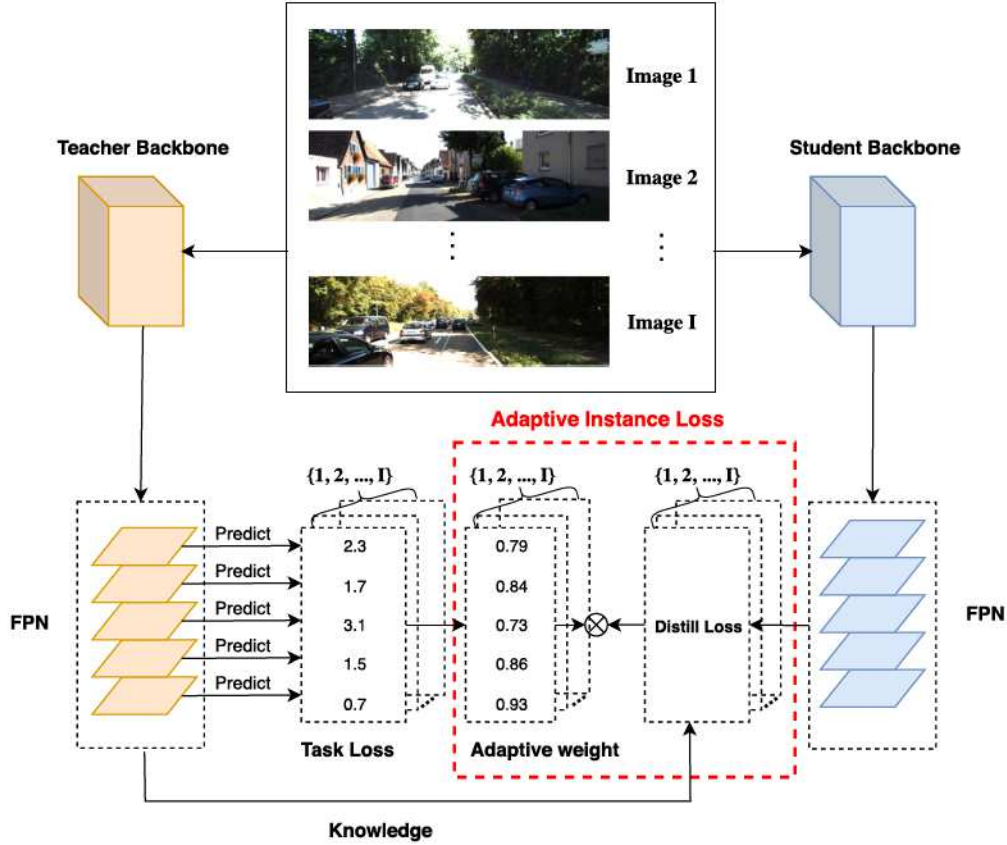 Image 1
Teacher Backbone
Student Backbone
Image 2
Image I
Adaptive Instance Loss
{1, 2, ..., I}
{1, 2, ..., I}
{1, 2, ..., I}
Predict
2.3
0.79
Predict
1.7
0.84
FPN
Predict
3.1
0.73
Distill Loss
FPN
Predict
1.5
0.86
Predict
0.7
0.93
Task Loss
Adaptive weight
Knowledge